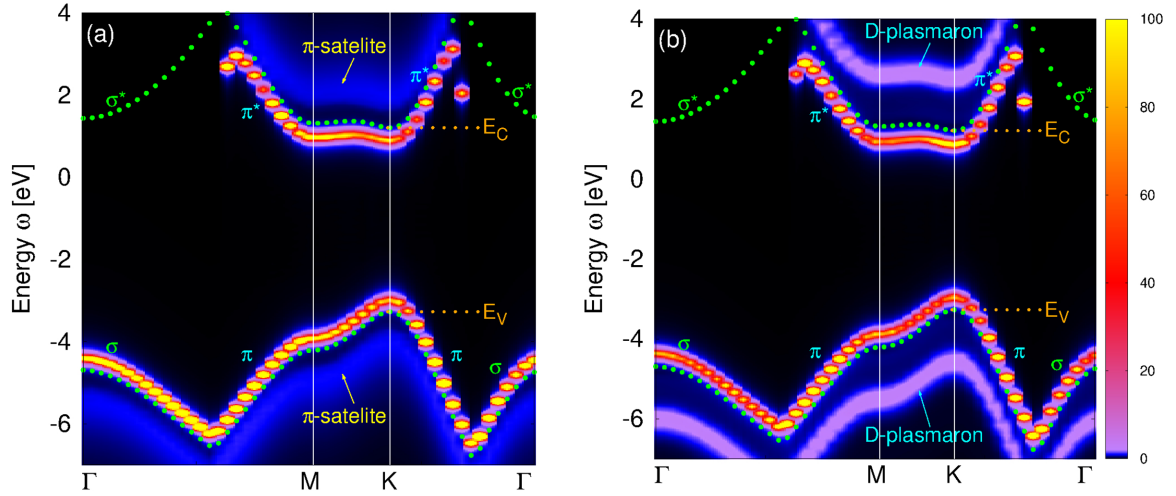 (a)
π-satelite
σ*
π*
π*
σ*
E_C
Energy ω [eV]
4
2
0
-2
-4
-6
E_V
σ
π
π
σ
π-satelite
Γ
M
K
Γ
(b)
D-plasmaron
σ*
π*
π*
σ*
E_C
Energy ω [eV]
4
2
0
-2
-4
-6
E_V
σ
π
π
σ
D-plasmaron
Γ
M
K
Γ
100
80
60
40
20
0